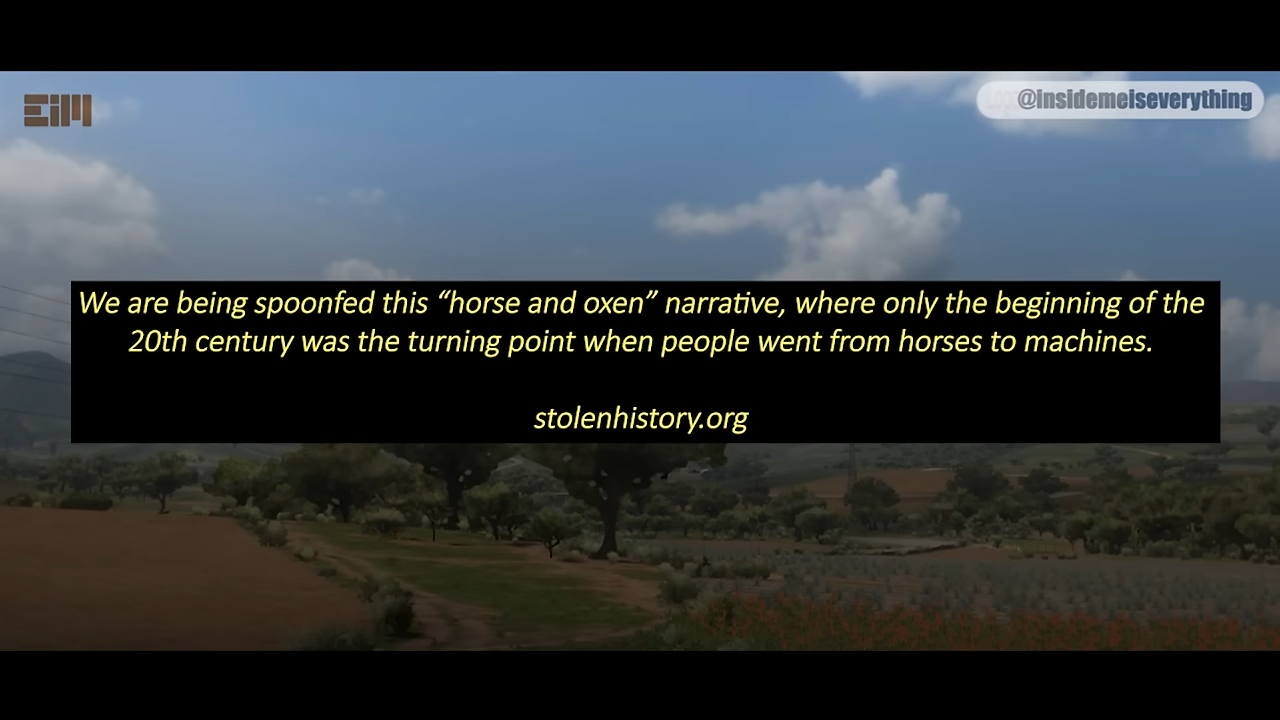 EiM
@insidemeiseverything
We are being spoonfed this “horse and oxen” narrative, where only the beginning of the
20th century was the turning point when people went from horses to machines.
stolenhistory.org